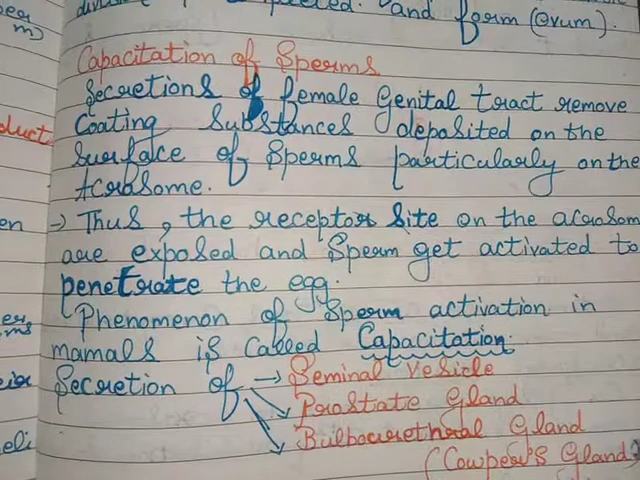 and form (ovum).
Capacitation of Sperms
Secretions of female Genital tract remove
Coating Substances deposited on the
duct
surface of Sperms particularly on the
Acrosome.
en → Thus, the receptor site on the acrosom
are exposed and Sperm get activated to
penetrate the egg.
Phenomenon of Sperm activation in
mamals is Called Capacitation.
Secretion of → Seminal vesicle
Prostate Gland
Bulbourethral Gland
eli
(Cowper's Gland)